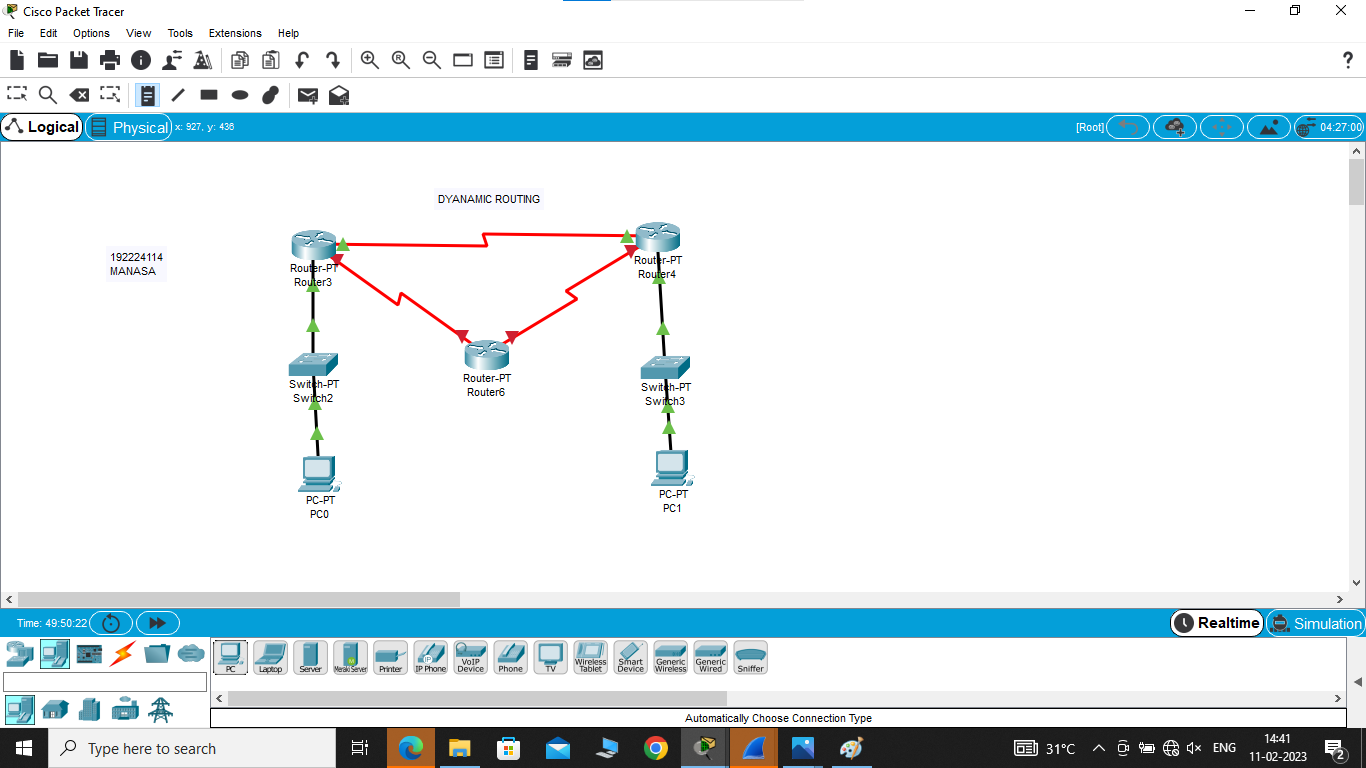 Cisco Packet Tracer
File Edit Options View Tools Extensions Help
Logical Physical x: 927, y: 436 [Root] 04:27:00
DYANAMIC ROUTING
192224114
MANASA
Router-PT
Router3
Router-PT
Router4
Router-PT
Router6
Switch-PT
Switch2
Switch-PT
Switch3
PC-PT
PC0
PC-PT
PC1
Time: 49:50:22 Realtime Simulation
PC Laptop Server Meraki Server Printer IP Phone VoIP Device Phone TV Wireless Tablet Smart Device Generic Wireless Generic Wired Sniffer
Automatically Choose Connection Type
Type here to search
31°C ENG
14:41
11-02-2023
2